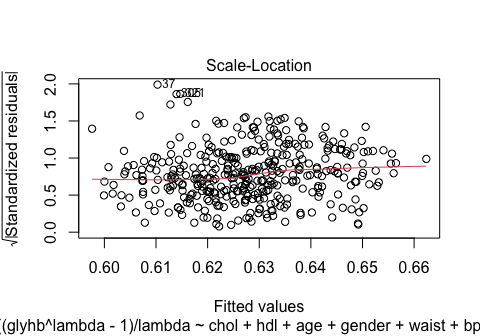 Scale-Location
√|Standardized residuals|
0.0 0.5 1.0 1.5 2.0
37
0.60 0.61 0.62 0.63 0.64 0.65 0.66
Fitted values
((glyhb^lambda - 1)/lambda ~ chol + hdl + age + gender + waist + bp